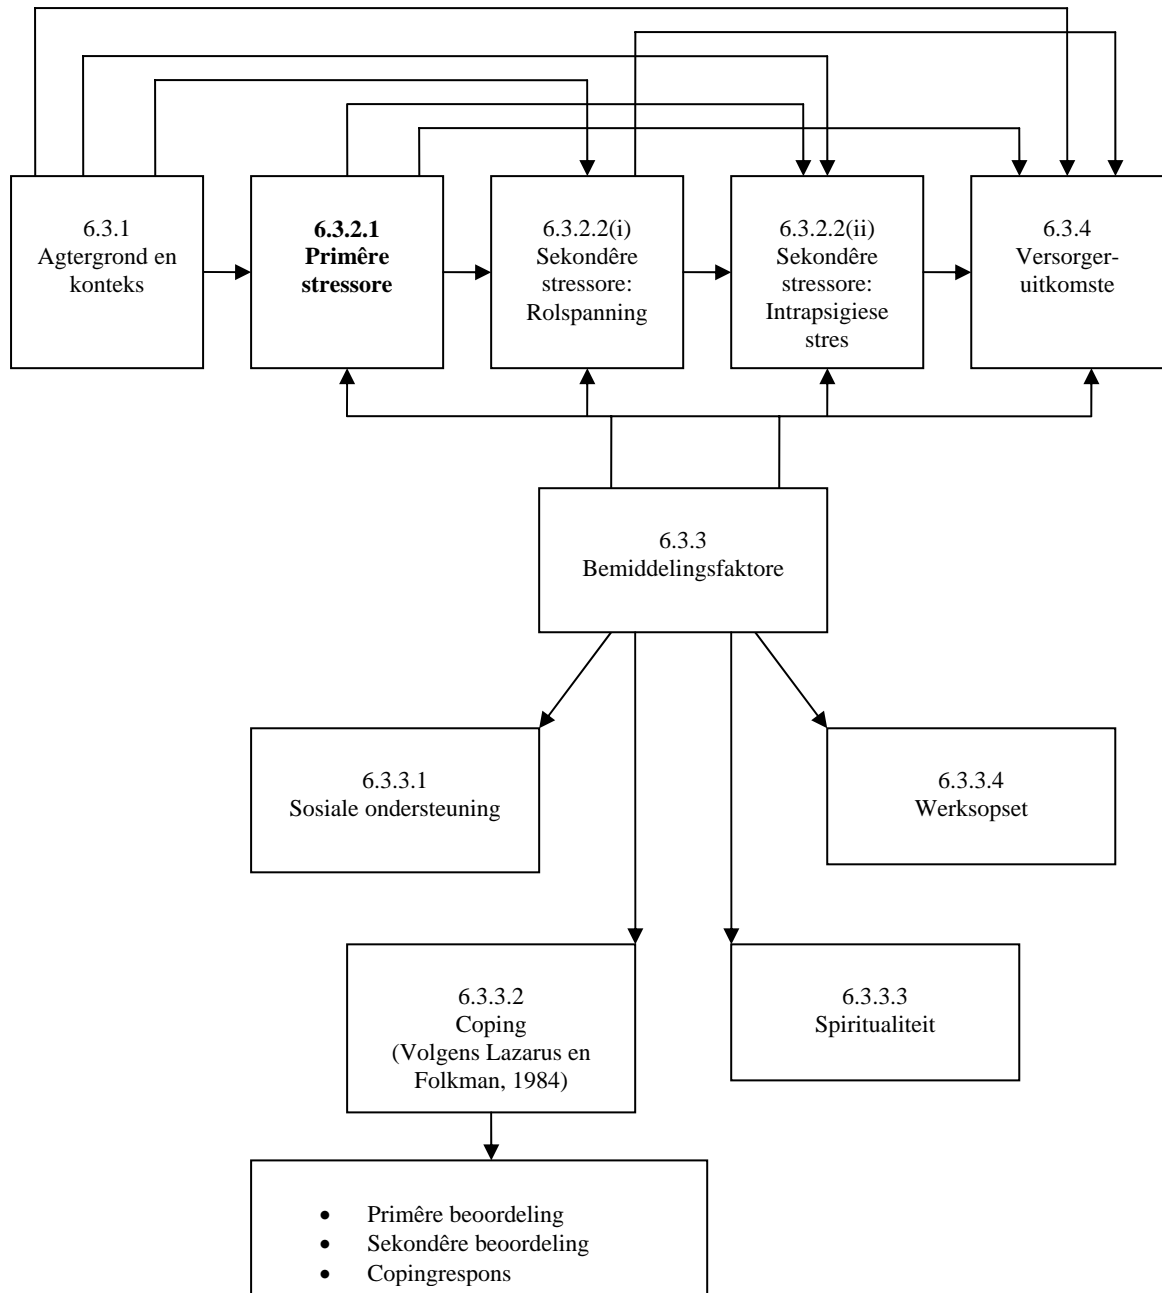 6.3.1
Agtergrond en
konteks
6.3.2.1
Primêre
stressore
6.3.2.2(i)
Sekondêre
stressore:
Rolspanning
6.3.2.2(ii)
Sekondêre
stressore:
Intrapsigiese
stres
6.3.4
Versorger-
uitkomste
6.3.3
Bemiddelingsfaktore
6.3.3.1
Sosiale ondersteuning
6.3.3.4
Werksopset
6.3.3.2
Coping
(Volgens Lazarus en
Folkman, 1984)
6.3.3.3
Spiritualiteit
• Primêre beoordeling
• Sekondêre beoordeling
• Copingrespons